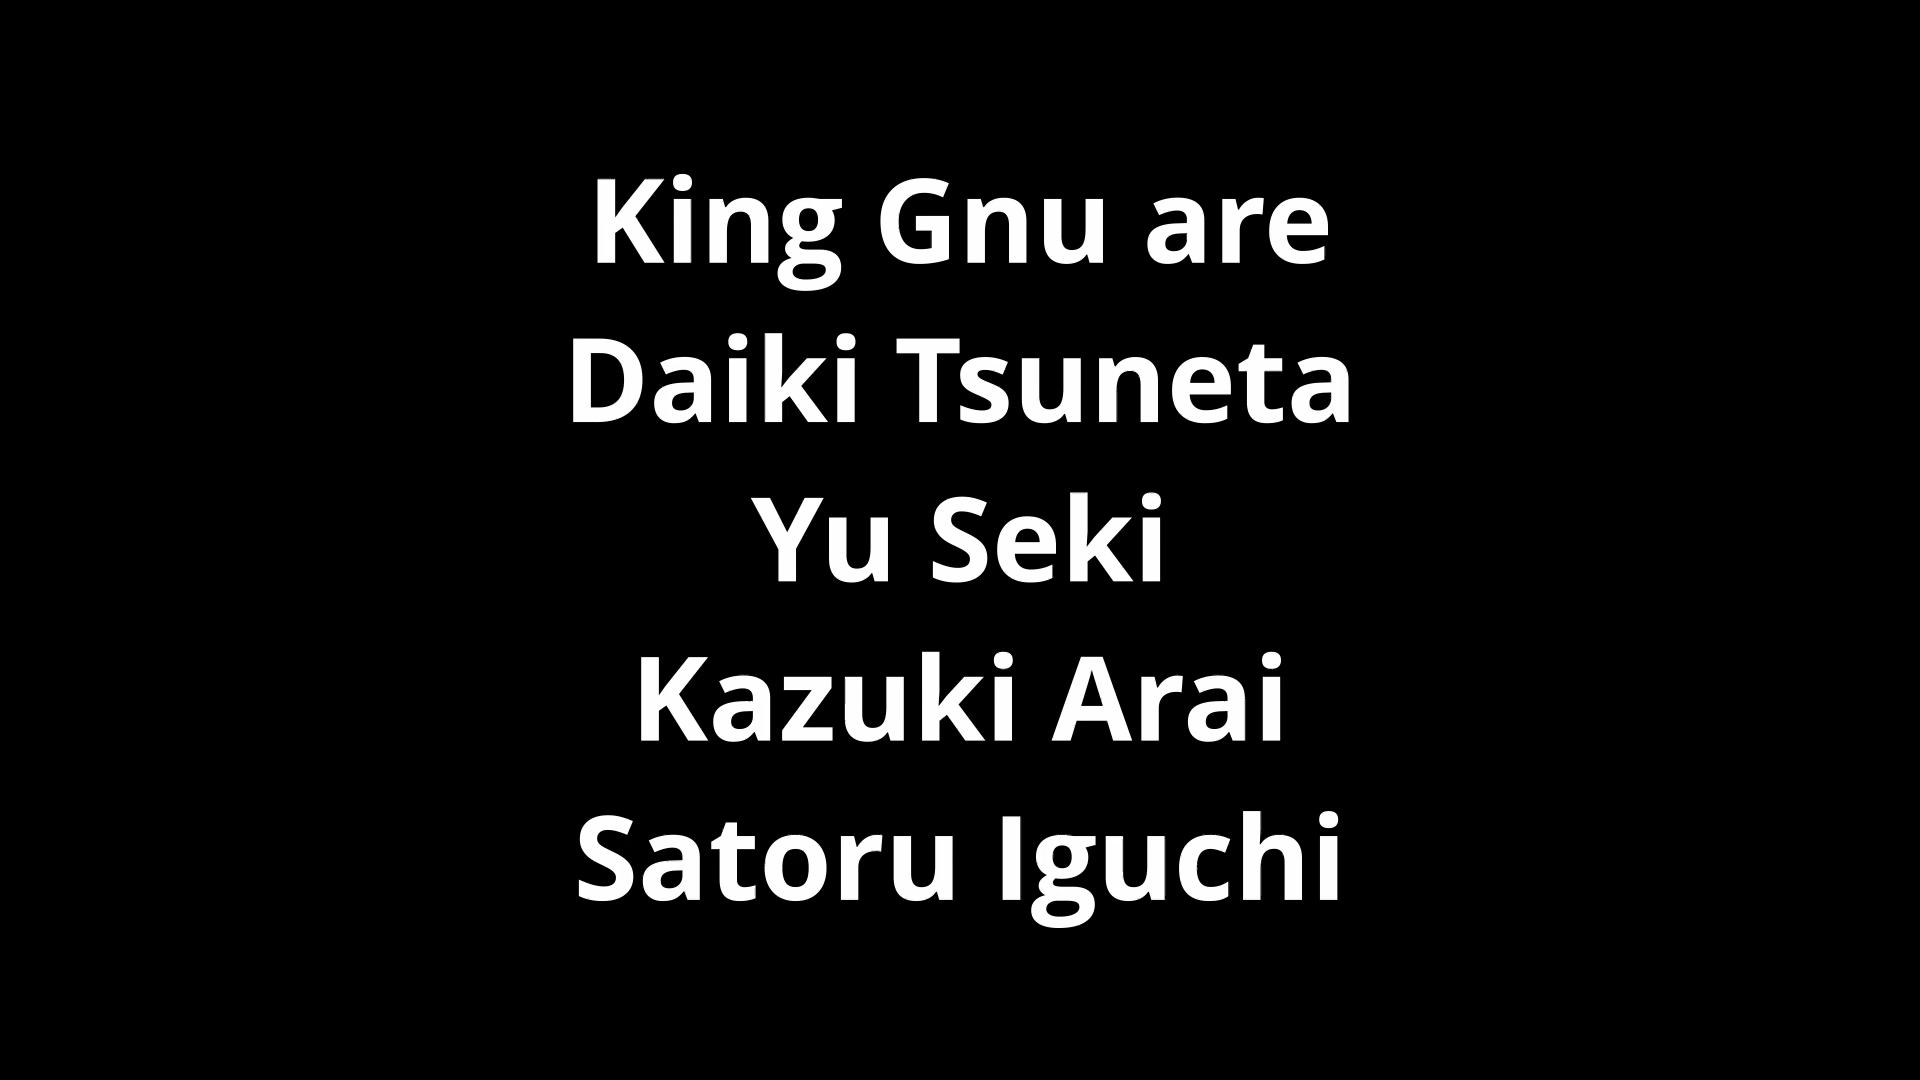 King Gnu are
Daiki Tsuneta
Yu Seki
Kazuki Arai
Satoru Iguchi